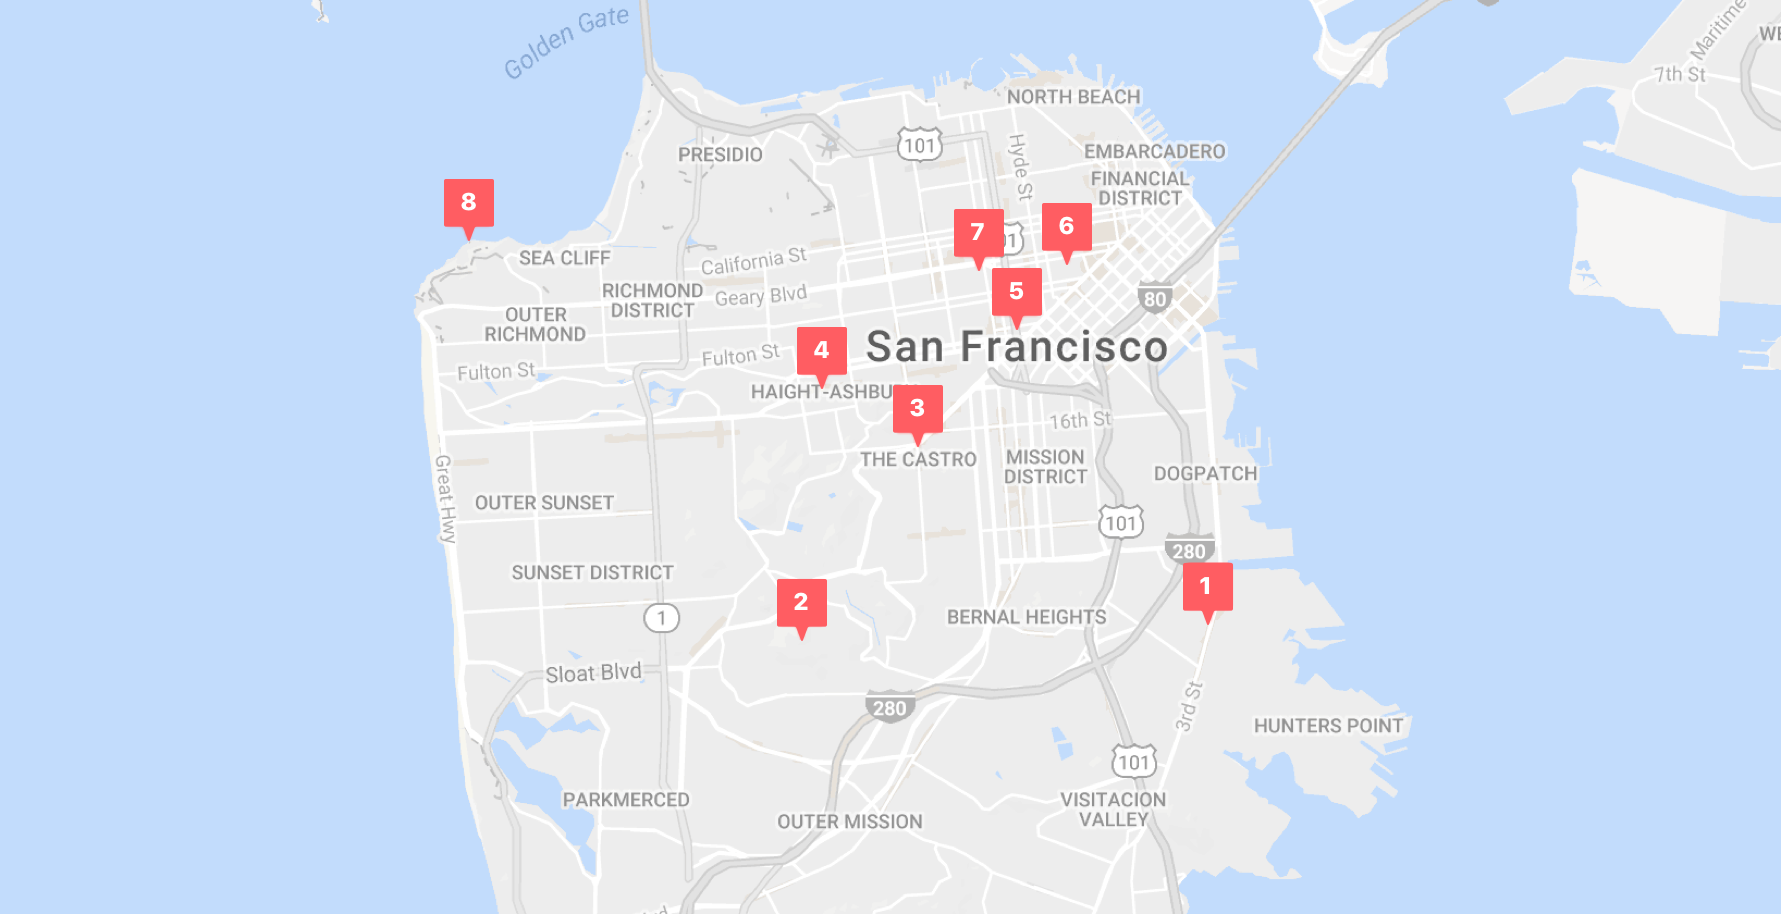 Golden Gate
Maritime
7th St
NORTH BEACH
101
Hyde St
PRESIDIO
EMBARCADERO
FINANCIAL
DISTRICT
8
7
6
SEA CLIFF
California St
RICHMOND
DISTRICT
Geary Blvd
5
80
OUTER
RICHMOND
4
San Francisco
Fulton St
Fulton St
HAIGHT-ASHBU
3
16th St
THE CASTRO
MISSION
DISTRICT
DOGPATCH
Great Hwy
OUTER SUNSET
101
280
SUNSET DISTRICT
1
2
1
BERNAL HEIGHTS
Sloat Blvd
280
3rd St
HUNTERS POINT
101
PARKMERCED
VISITACION
VALLEY
OUTER MISSION